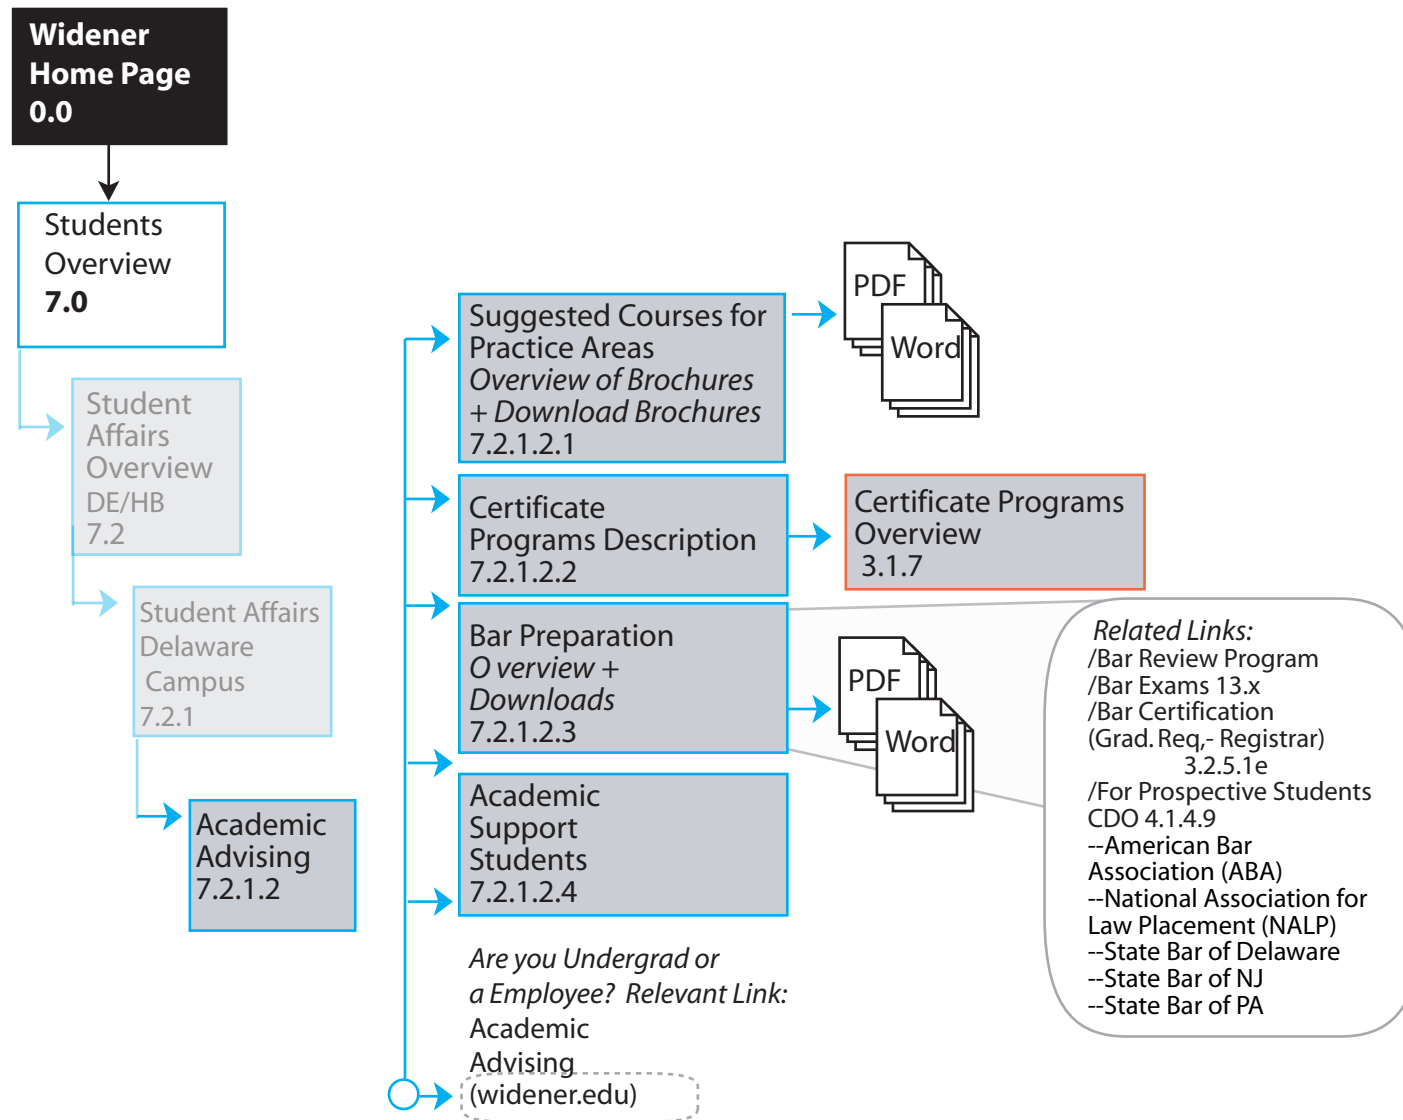 Widener
Home Page
0.0
Students
Overview
7.0
Student
Affairs
Overview
DE/HB
7.2
Student Affairs
Delaware
Campus
7.2.1
Academic
Advising
7.2.1.2
Suggested Courses for
Practice Areas
Overview of Brochures
+ Download Brochures
7.2.1.2.1
PDF
Word
Certificate
Programs Description
7.2.1.2.2
Certificate Programs
Overview
3.1.7
Bar Preparation
O verview +
Downloads
7.2.1.2.3
PDF
Word
Related Links:
/Bar Review Program
/Bar Exams 13.x
/Bar Certification
(Grad. Req,- Registrar)
3.2.5.1e
/For Prospective Students
CDO 4.1.4.9
--American Bar
Association (ABA)
--National Association for
Law Placement (NALP)
--State Bar of Delaware
--State Bar of NJ
--State Bar of PA
Academic
Support
Students
7.2.1.2.4
Are you Undergrad or
a Employee? Relevant Link:
Academic
Advising
(widener.edu)